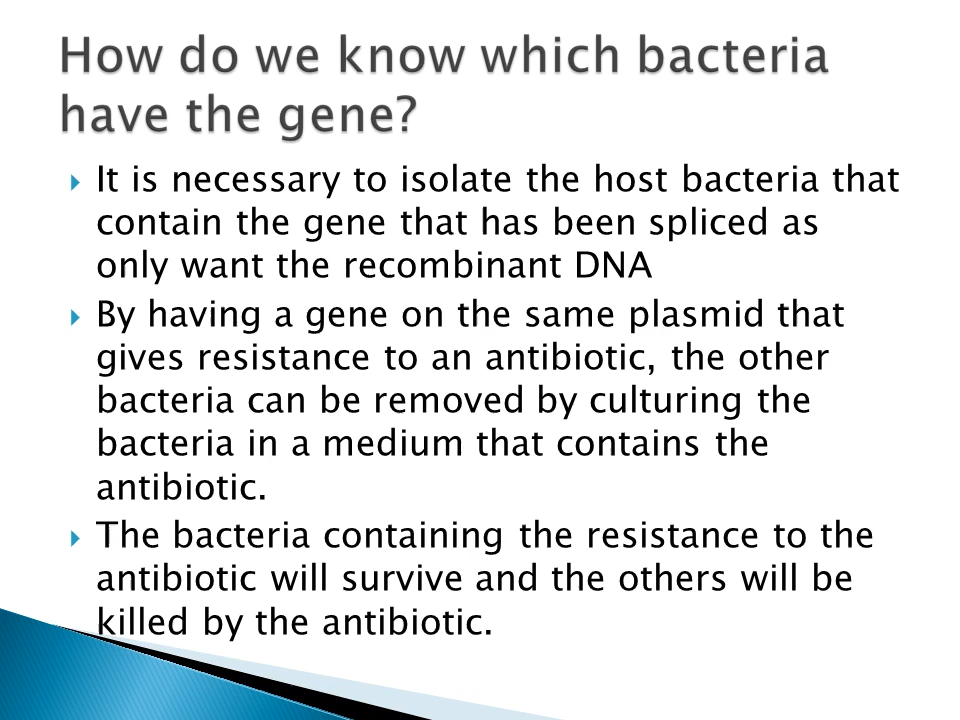 How do we know which bacteria
have the gene?
It is necessary to isolate the host bacteria that
contain the gene that has been spliced as
only want the recombinant DNA
By having a gene on the same plasmid that
gives resistance to an antibiotic, the other
bacteria can be removed by culturing the
bacteria in a medium that contains the
antibiotic.
The bacteria containing the resistance to the
antibiotic will survive and the others will be
killed by the antibiotic.